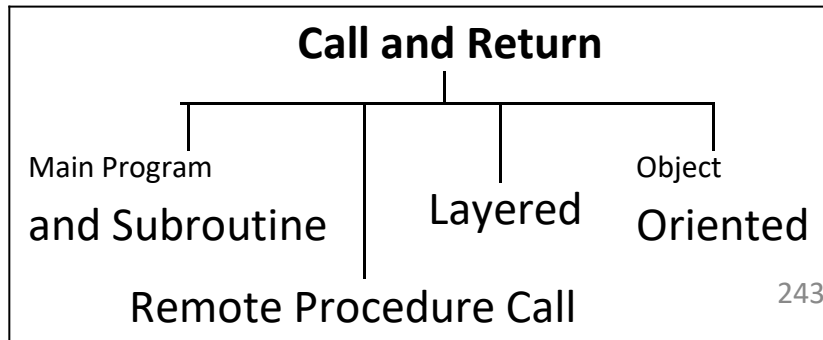 Call and Return
Main Program
and Subroutine
Layered
Object
Oriented
Remote Procedure Call
243